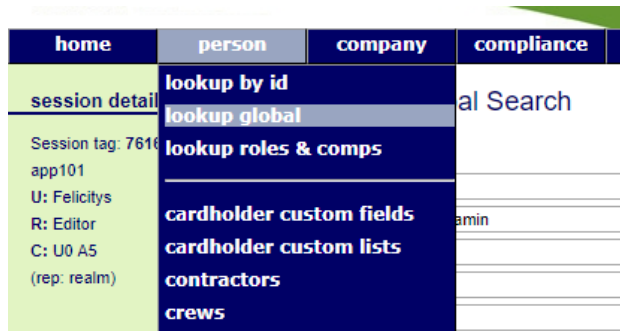 home person company compliance
lookup by id
session detail
al Search
lookup global
Session tag: 7616
lookup roles & comps
app101
U: Felicitys
cardholder custom fields
amin
R: Editor
cardholder custom lists
C: U0 A5
contractors
(rep: realm)
crews